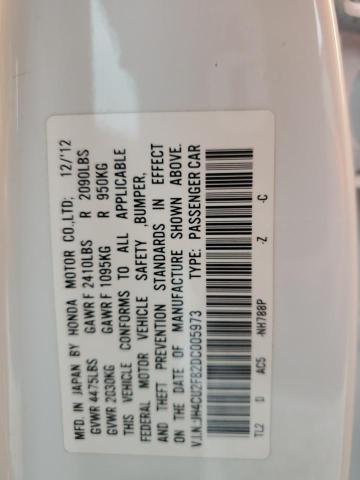 MFD. IN JAPAN BY HONDA MOTOR CO.,LTD; 12/'12
GVWR 4475LBS GAWR F 2410LBS R 2090LBS
GVWR 2030KG GAWR F 1095KG R 950KG
THIS VEHICLE CONFORMS TO ALL APPLICABLE
FEDERAL MOTOR VEHICLE SAFETY ,BUMPER,
AND THEFT PREVENTION STANDARDS IN EFFECT
ON THE DATE OF MANUFACTURE SHOWN ABOVE.
V.I.N. JH4CU2F82DC005973 TYPE: PASSENGER CAR
TL2 D AC5 -NH788P -Z -C